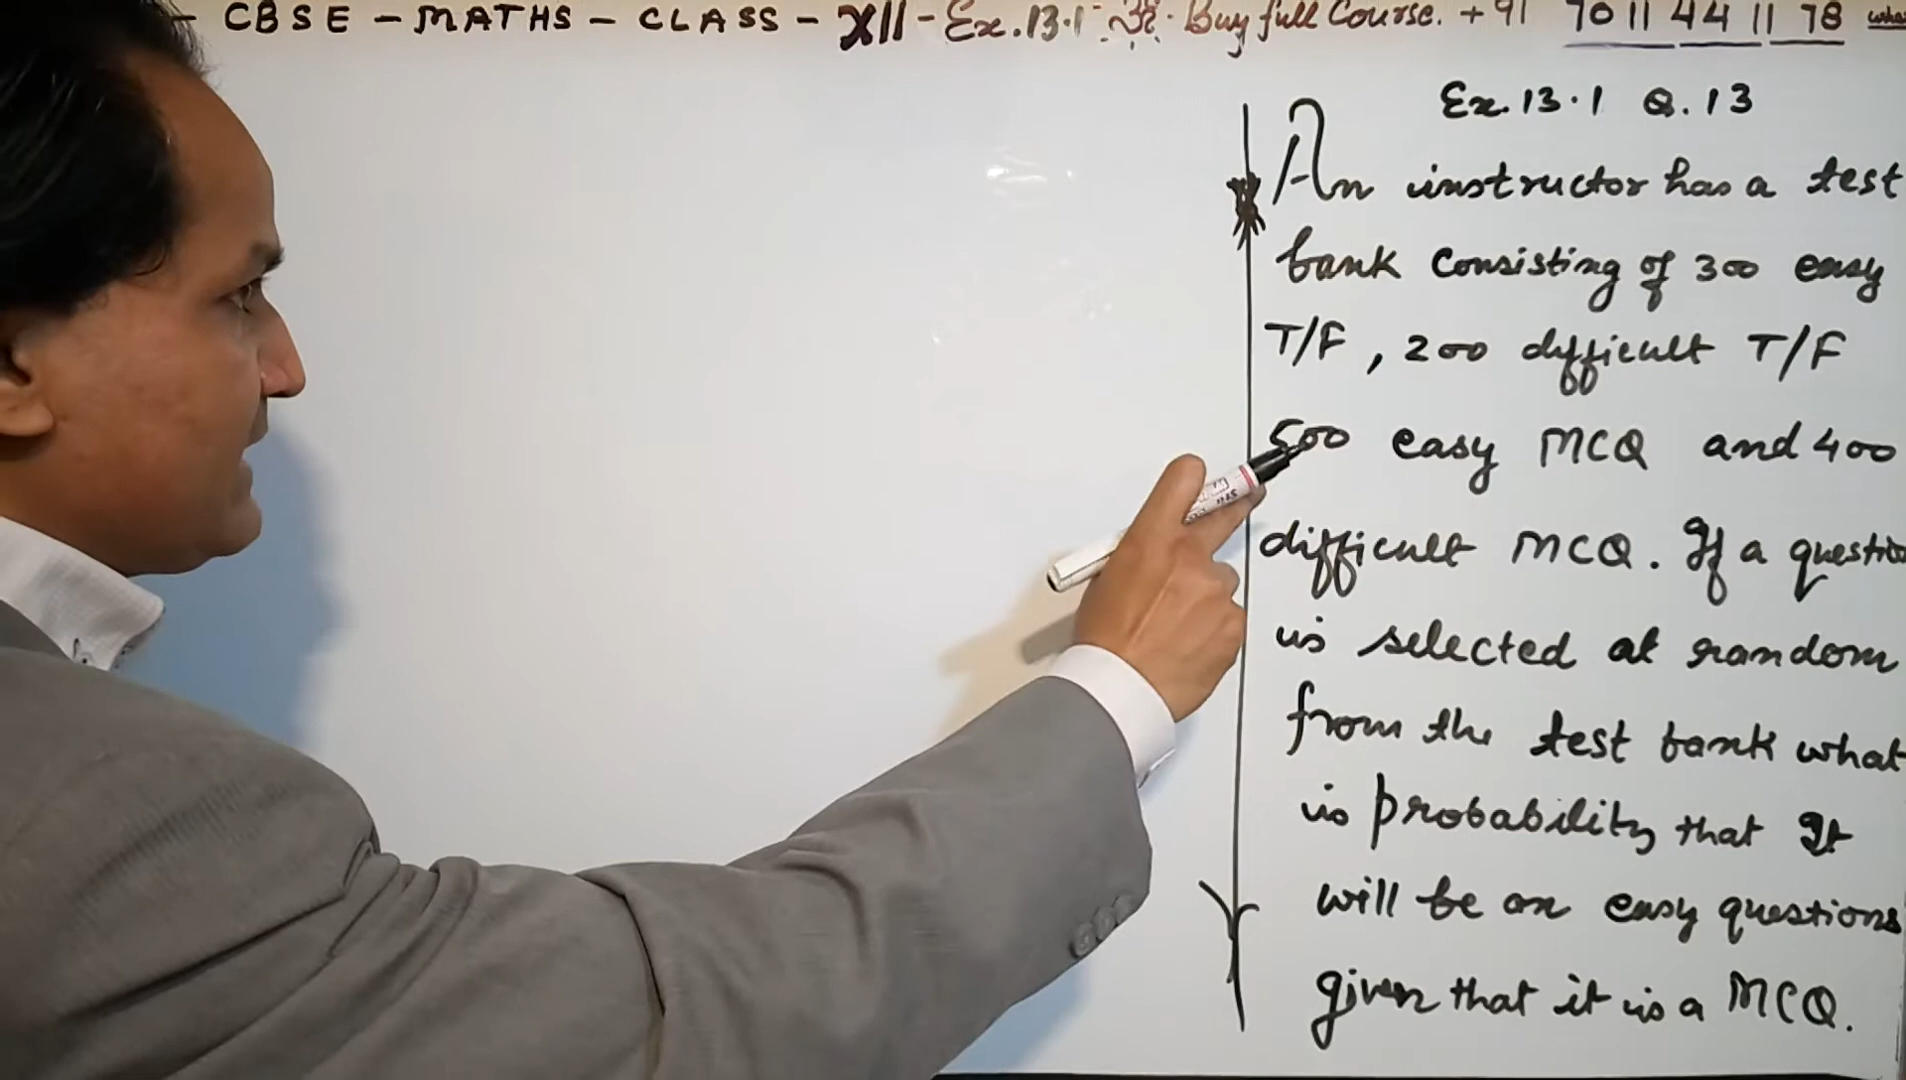 - CBSE - MATHS - CLASS - XII - Ex. 13.1 Buy full Course. +91 70 11 44 11 78
Ex. 13.1 Q. 13
An instructor has a test
bank consisting of 300 easy
T/F, 200 difficult T/F
500 easy MCQ and 400
difficult MCQ. If a questio
is selected at random
from the test bank what
is probability that It
will be an easy questions
given that it is a MCQ.